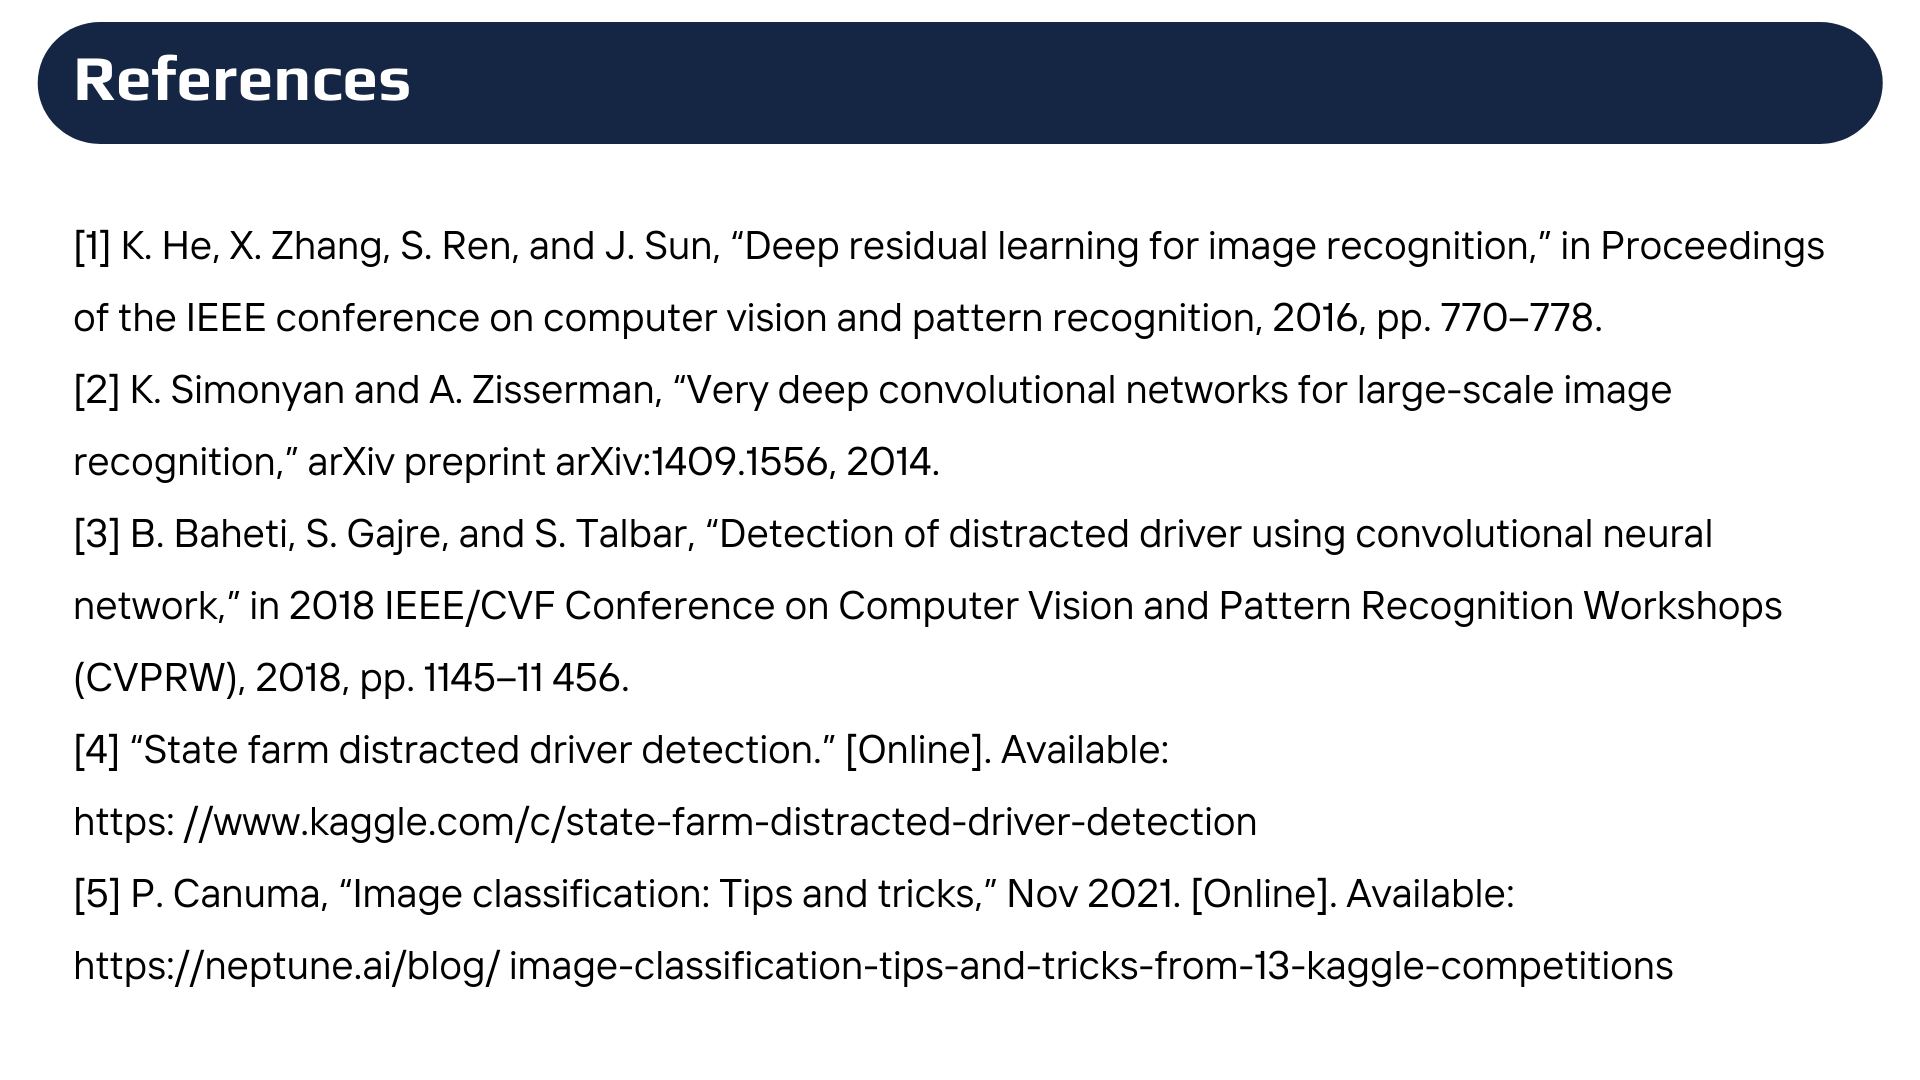 References
[1] K. He, X. Zhang, S. Ren, and J. Sun, “Deep residual learning for image recognition,” in Proceedings
of the IEEE conference on computer vision and pattern recognition, 2016, pp. 770–778.
[2] K. Simonyan and A. Zisserman, “Very deep convolutional networks for large-scale image
recognition,” arXiv preprint arXiv:1409.1556, 2014.
[3] B. Baheti, S. Gajre, and S. Talbar, “Detection of distracted driver using convolutional neural
network,” in 2018 IEEE/CVF Conference on Computer Vision and Pattern Recognition Workshops
(CVPRW), 2018, pp. 1145–11 456.
[4] “State farm distracted driver detection.” [Online]. Available:
https: //www.kaggle.com/c/state-farm-distracted-driver-detection
[5] P. Canuma, “Image classification: Tips and tricks,” Nov 2021. [Online]. Available:
https://neptune.ai/blog/ image-classification-tips-and-tricks-from-13-kaggle-competitions